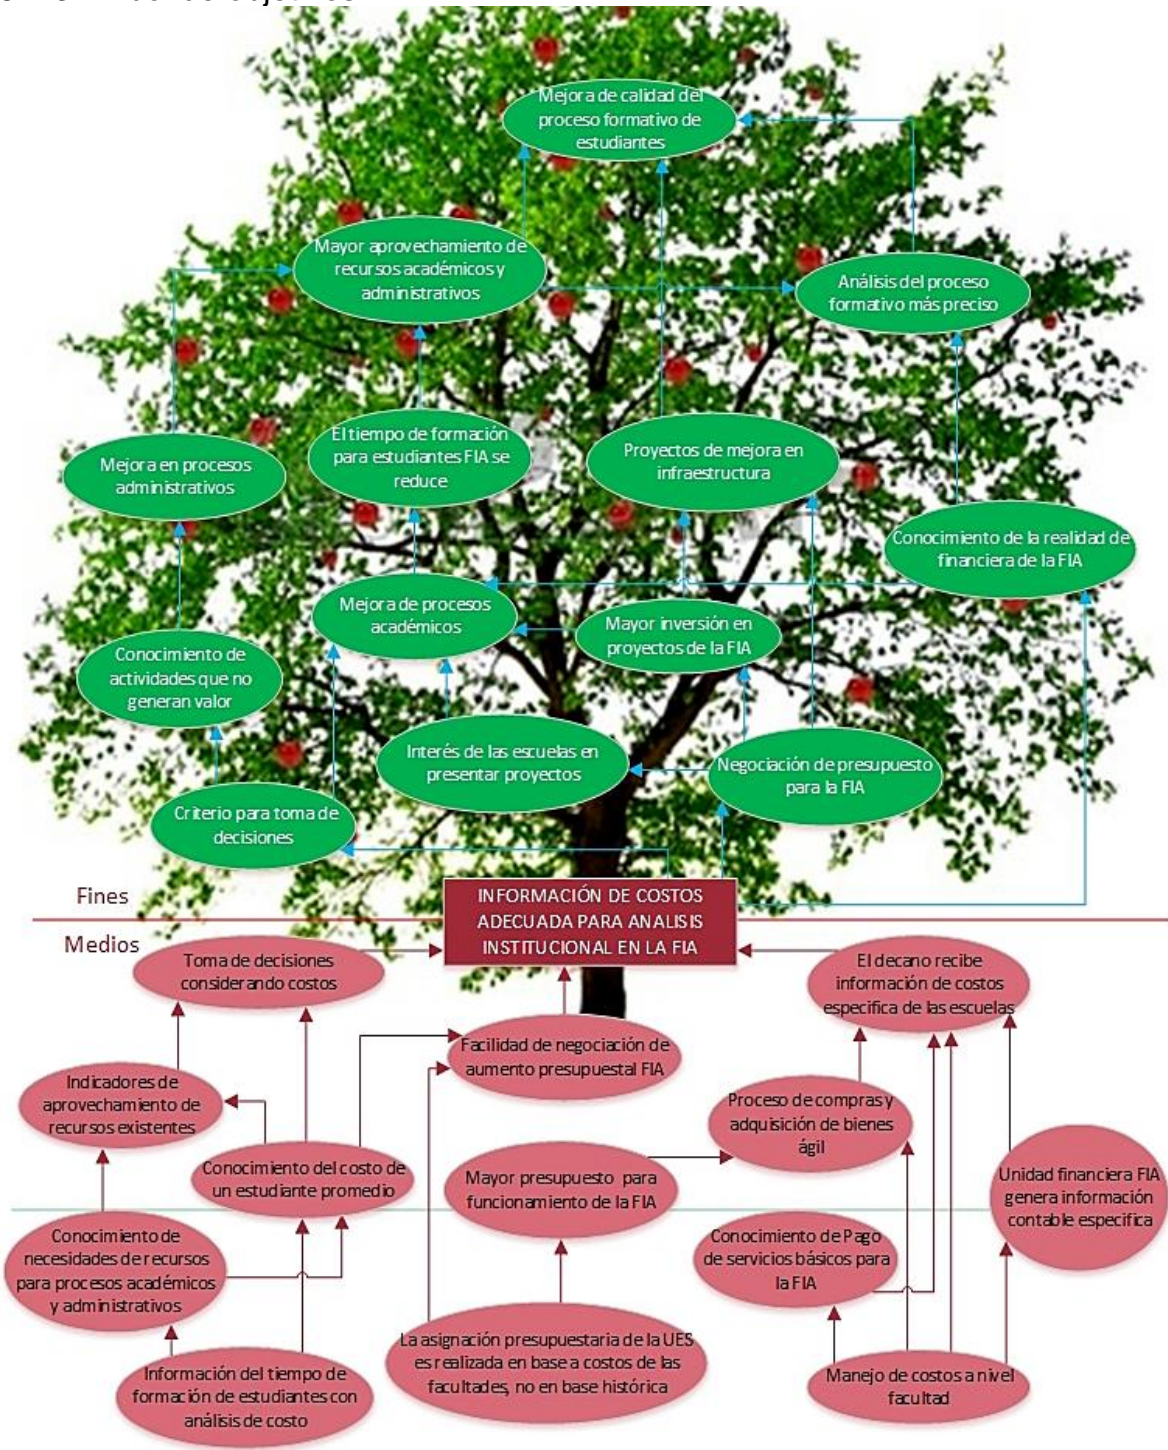 Mejora de calidad del
proceso formativo de
estudiantes
Mayor aprovechamiento de
recursos académicos y
administrativos
Análisis del proceso
formativo más preciso
El tiempo de formación
para estudiantes FIA se
reduce
Proyectos de mejora en
infraestructura
Mejora en procesos
administrativos
Conocimiento de la realidad de
financiera de la FIA
Mejora de procesos
académicos
Mayor inversión en
proyectos de la FIA
Conocimiento de
actividades que no
generan valor
Interés de las escuelas en
presentar proyectos
Negociación de presupuesto
para la FIA
Criterio para toma de
decisiones
Fines
INFORMACIÓN DE COSTOS
ADECUADA PARA ANALISIS
INSTITUCIONAL EN LA FIA
Medios
Toma de decisiones
considerando costos
El decano recibe
información de costos
especifica de las escuelas
Facilidad de negociación de
aumento presupuestal FIA
Indicadores de
aprovechamiento de
recursos existentes
Proceso de compras y
adquisición de bienes
ágil
Conocimiento del costo de
un estudiante promedio
Mayor presupuesto para
funcionamiento de la FIA
Unidad financiera FIA
genera información
contable especifica
Conocimiento de
necesidades de recursos
para procesos académicos
y administrativos
Conocimiento de Pago
de servicios básicos para
la FIA
Información del tiempo de
formación de estudiantes con
análisis de costo
La asignación presupuestaria de la UES
es realizada en base a costos de las
facultades, no en base histórica
Manejo de costos a nivel
facultad